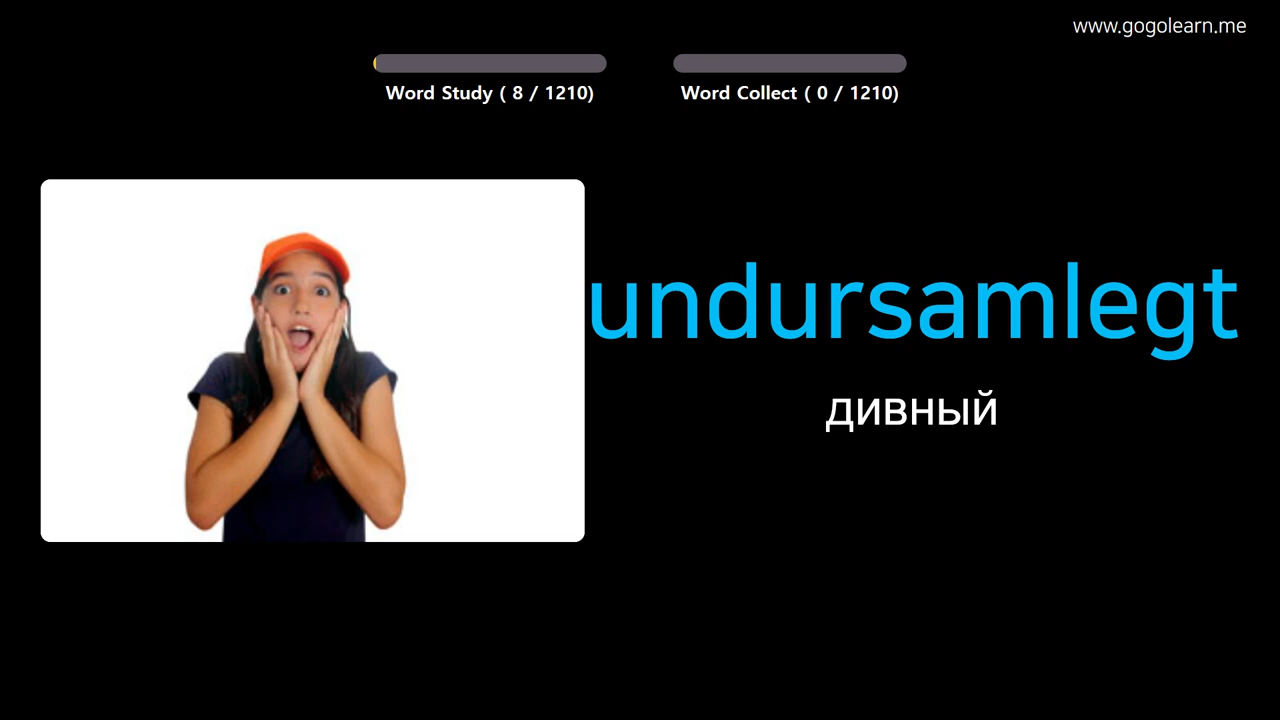 www.gogolearn.me
Word Study ( 8 / 1210)
Word Collect ( 0 / 1210)
undursamlegt
дивный